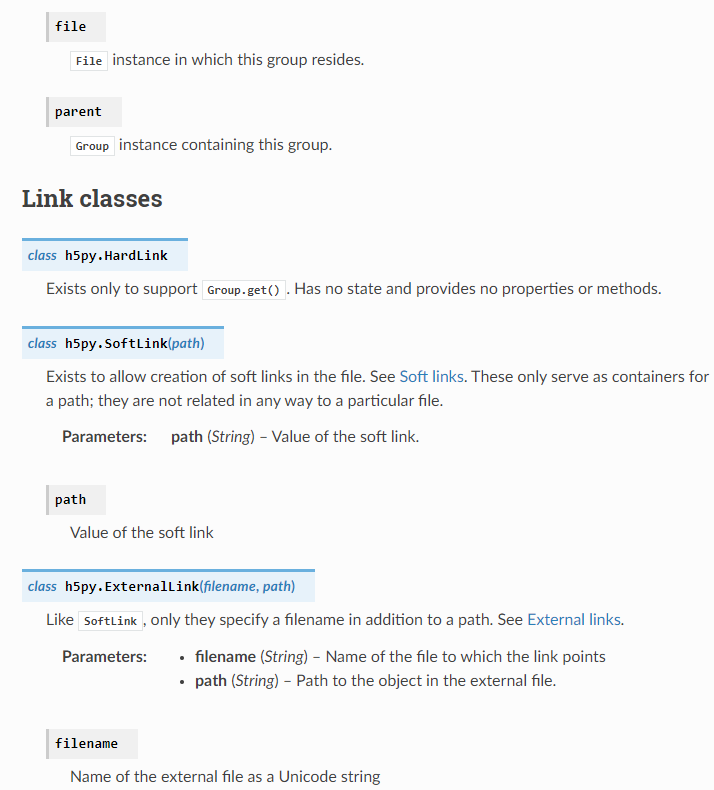 file
File instance in which this group resides.
parent
Group instance containing this group.
Link classes
class h5py.HardLink
Exists only to support Group.get(). Has no state and provides no properties or methods.
class h5py.SoftLink(path)
Exists to allow creation of soft links in the file. See Soft links. These only serve as containers for
a path; they are not related in any way to a particular file.
Parameters: path (String) – Value of the soft link.
path
Value of the soft link
class h5py.ExternalLink(filename, path)
Like SoftLink, only they specify a filename in addition to a path. See External links.
Parameters: • filename (String) – Name of the file to which the link points
• path (String) – Path to the object in the external file.
filename
Name of the external file as a Unicode string